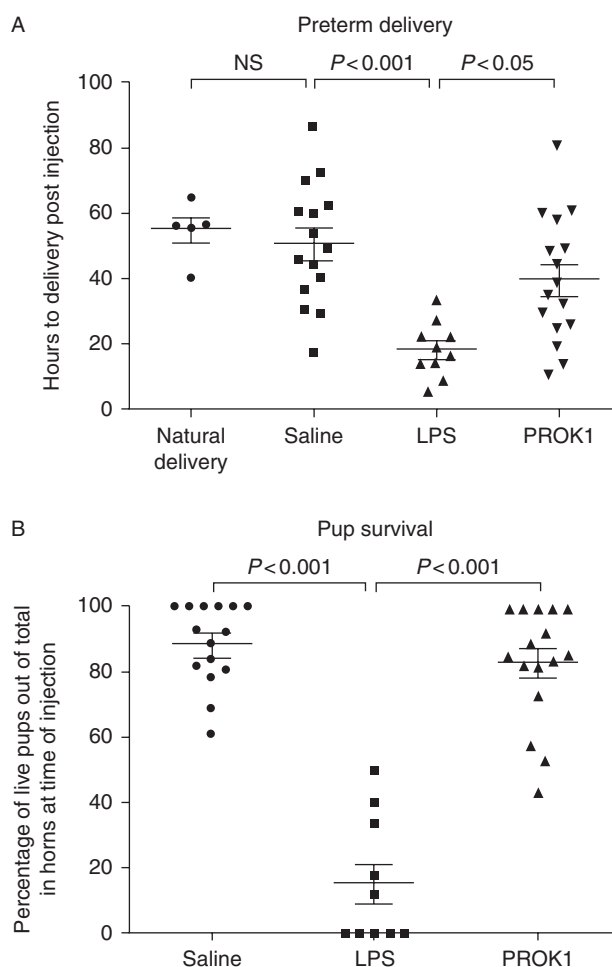 A
Preterm delivery
NS
P<0.001
P<0.05
Hours to delivery post injection
100
80
60
40
20
0
Natural
delivery
Saline
LPS
PROK1
B
Pup survival
P<0.001
P<0.001
Percentage of live pups out of total
in horns at time of injection
100
80
60
40
20
0
Saline
LPS
PROK1